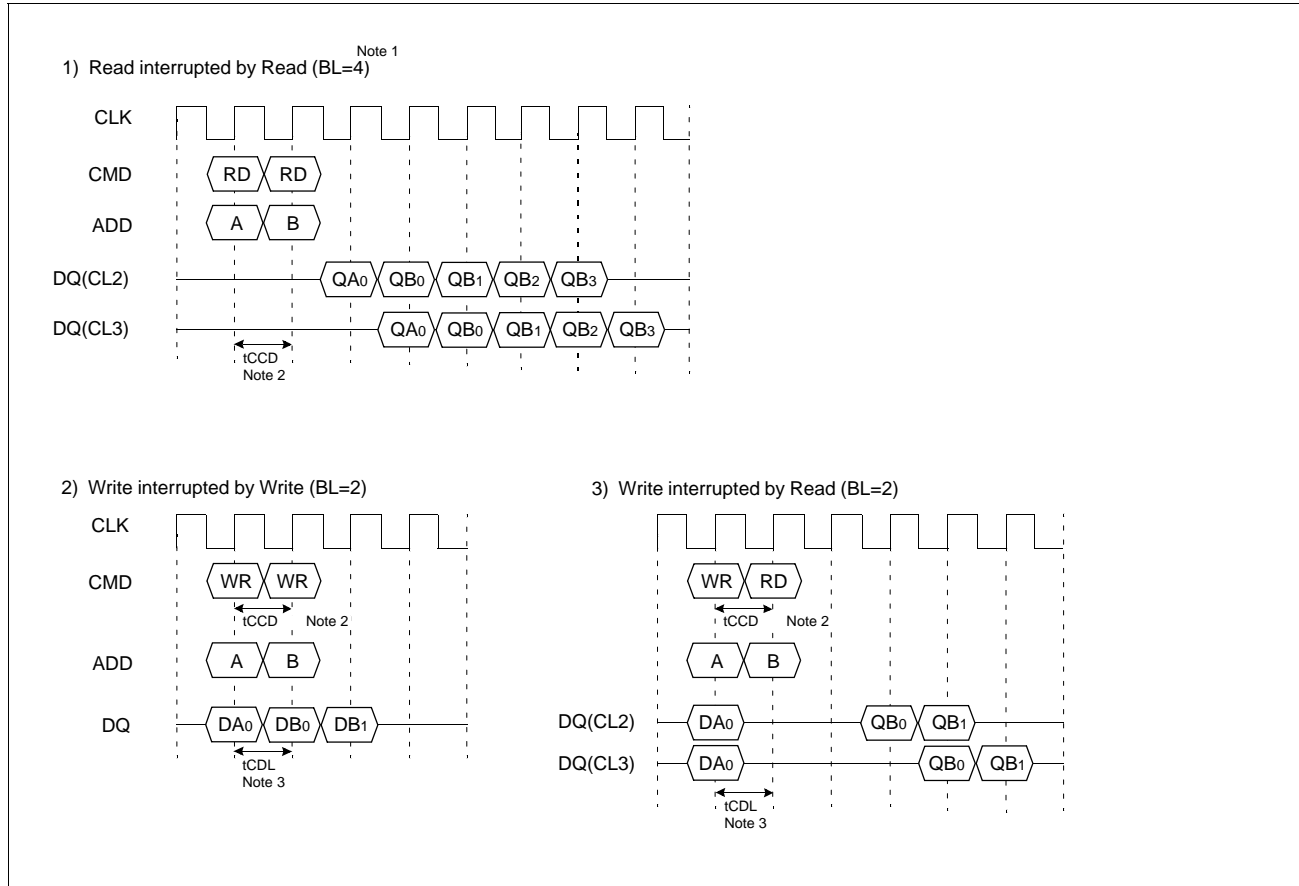 1) Read interrupted by Read (BL=4) Note 1
CLK
CMD RD RD
ADD A B
DQ(CL2) QA0 QB0 QB1 QB2 QB3
DQ(CL3) QA0 QB0 QB1 QB2 QB3
tCCD
Note 2
2) Write interrupted by Write (BL=2)
CLK
CMD WR WR
tCCD Note 2
ADD A B
DQ DA0 DB0 DB1
tCDL
Note 3
3) Write interrupted by Read (BL=2)
WR RD
tCCD Note 2
A B
DQ(CL2) DA0 QB0 QB1
DQ(CL3) DA0 QB0 QB1
tCDL
Note 3